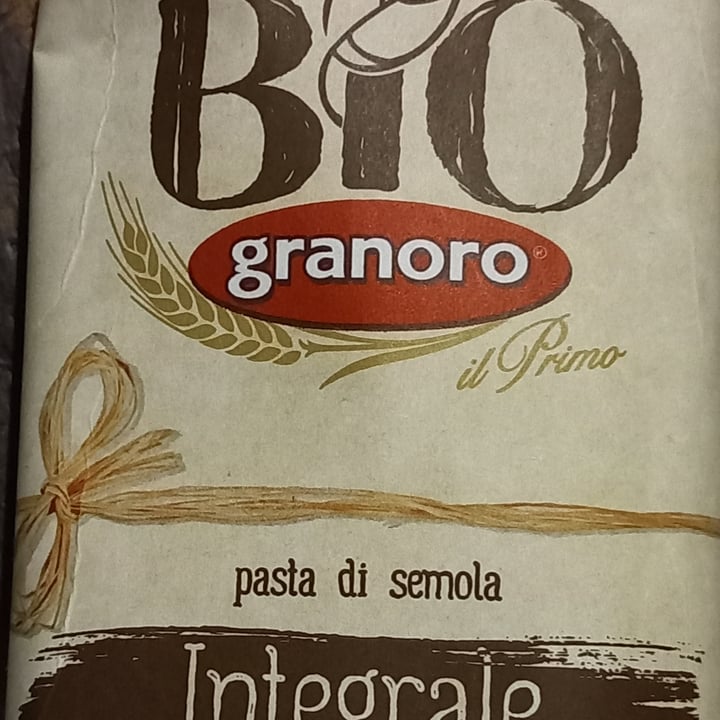 BiO
granoro®
il Primo
pasta di semola
Integrale